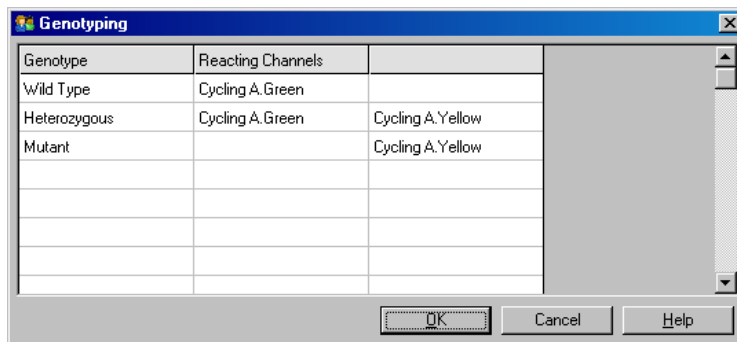 Genotyping
Genotype Reacting Channels
Wild Type Cycling A.Green
Heterozygous Cycling A.Green Cycling A.Yellow
Mutant Cycling A.Yellow
OK Cancel Help